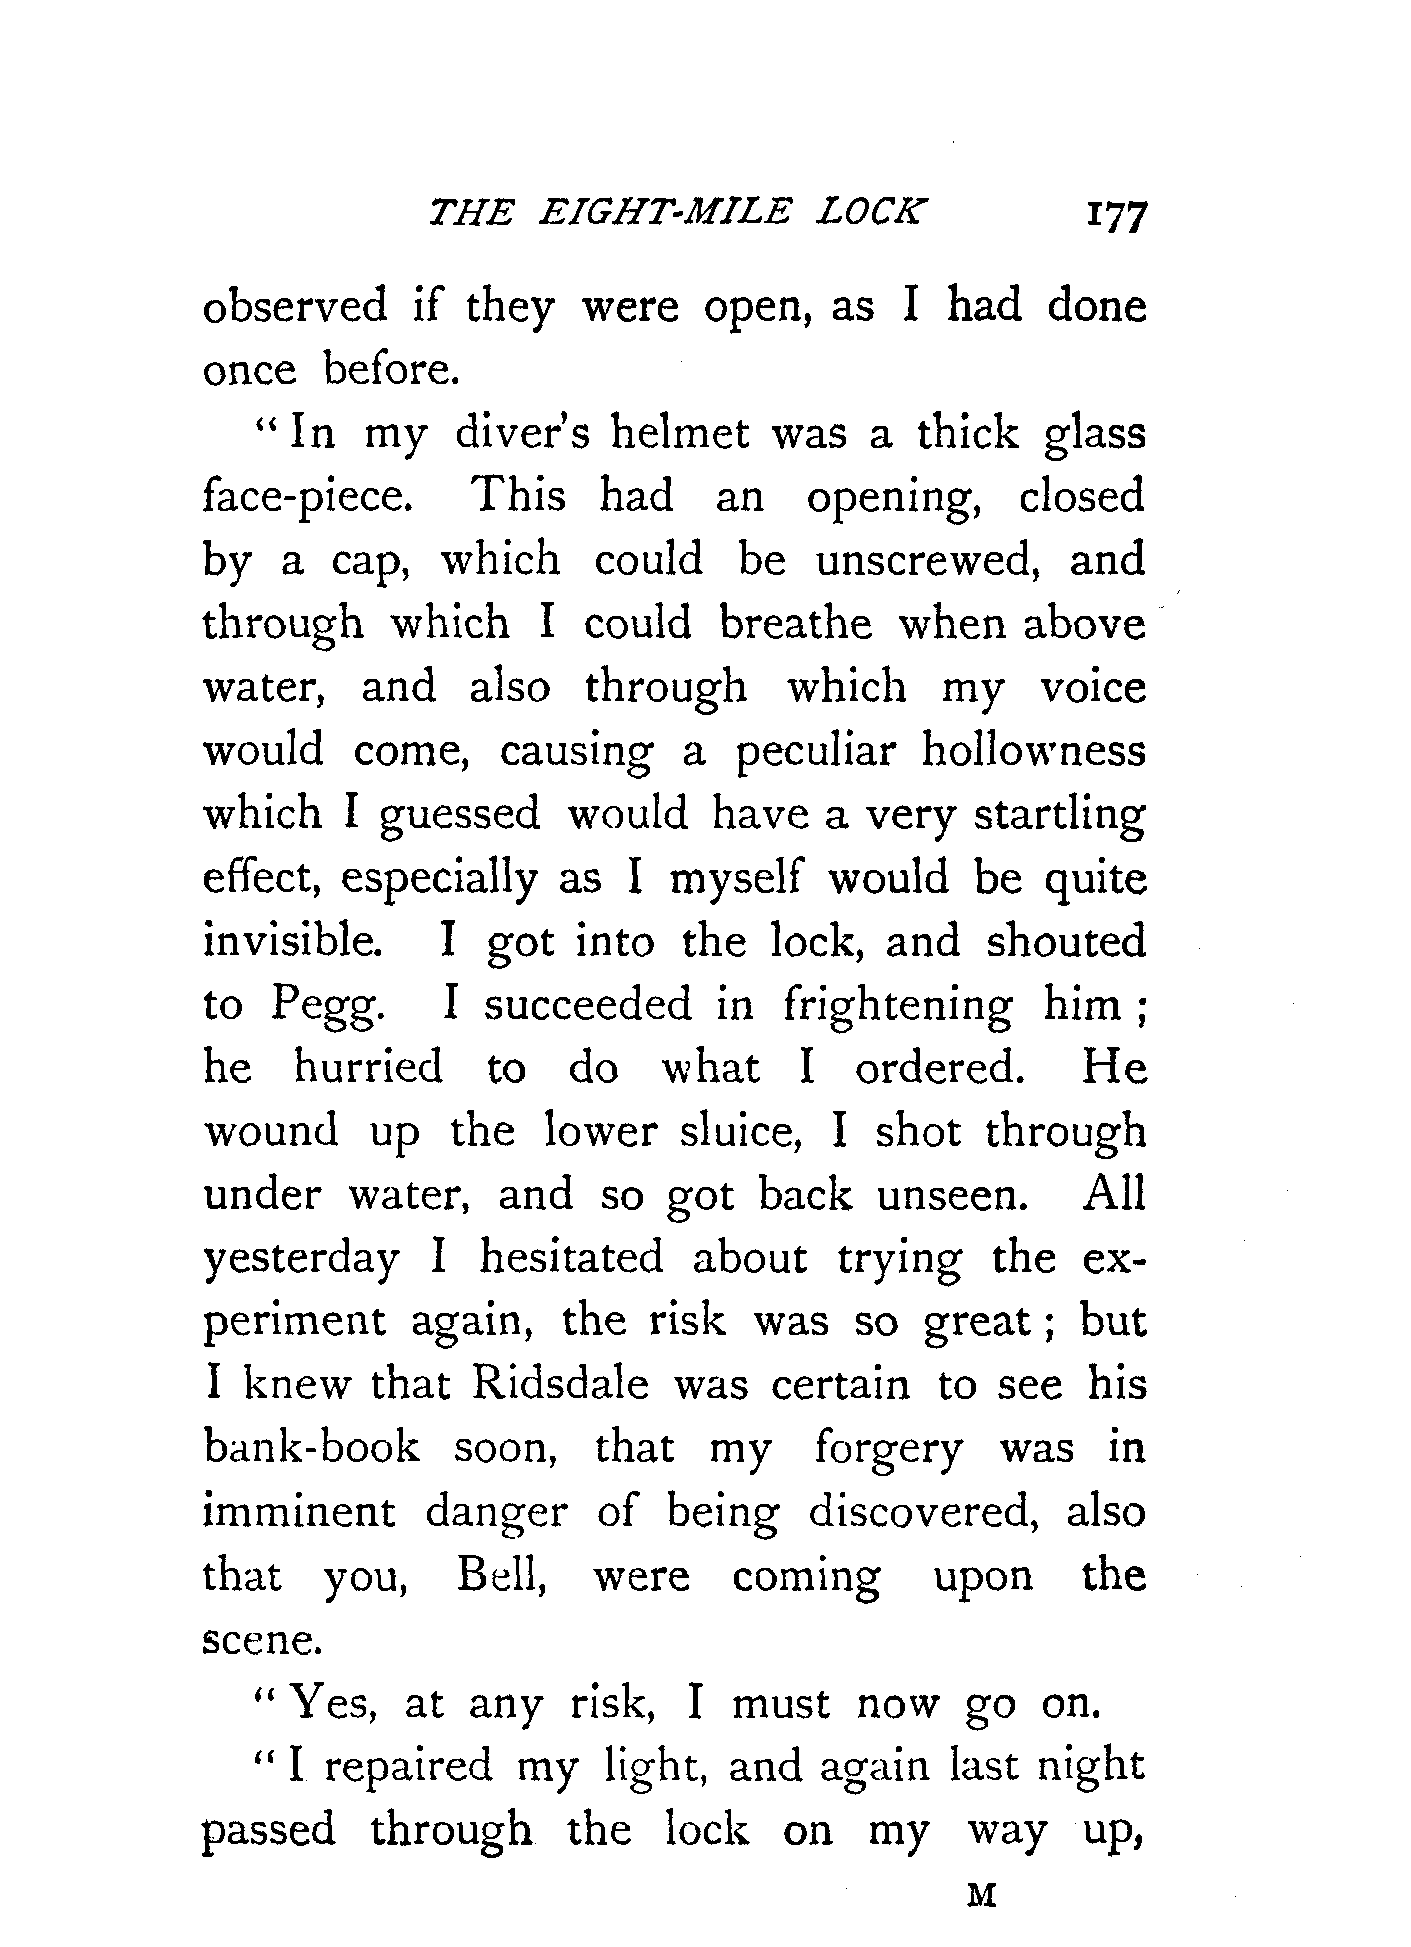 THE EIGHT-MILE LOCK 177
observed if they were open, as I had done
once before.
“ In my diver’s helmet was a thick glass
face-piece. This had an opening, closed
by a cap, which could be unscrewed, and
through which I could breathe when above
water, and also through which my voice
would come, causing a peculiar hollowness
which I guessed would have a very startling
effect, especially as I myself would be quite
invisible. I got into the lock, and shouted
to Pegg. I succeeded in frightening him ;
he hurried to do what I ordered. He
wound up the lower sluice, I shot through
under water, and so got back unseen. All
yesterday I hesitated about trying the ex-
periment again, the risk was so great ; but
I knew that Ridsdale was certain to see his
bank-book soon, that my forgery was in
imminent danger of being discovered, also
that you, Bell, were coming upon the
scene.
“ Yes, at any risk, I must now go on.
“ I repaired my light, and again last night
passed through the lock on my way up,
M